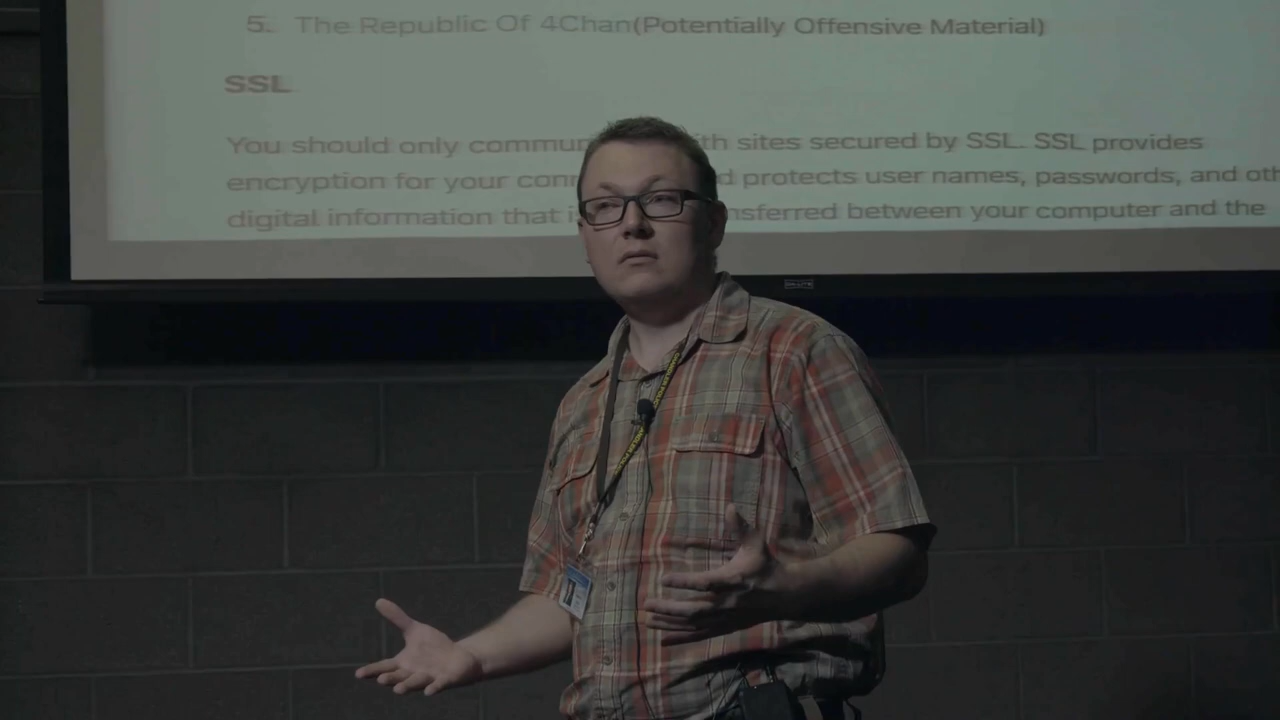 5. The Republic Of 4Chan(Potentially Offensive Material)
SSL
You should only commun th sites secured by SSL. SSL provides
encryption for your conn d protects user names, passwords, and oth
digital information that i nsferred between your computer and the